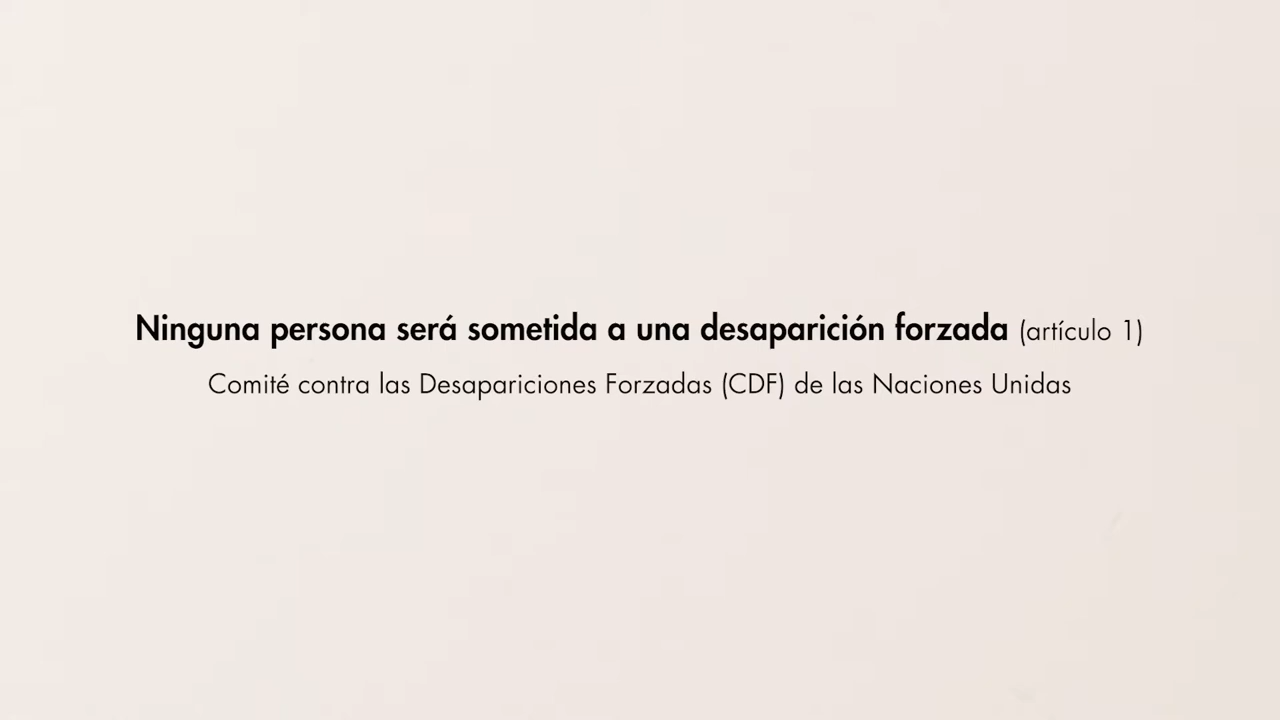 Ninguna persona será sometida a una desaparición forzada (artículo 1)
Comité contra las Desapariciones Forzadas (CDF) de las Naciones Unidas